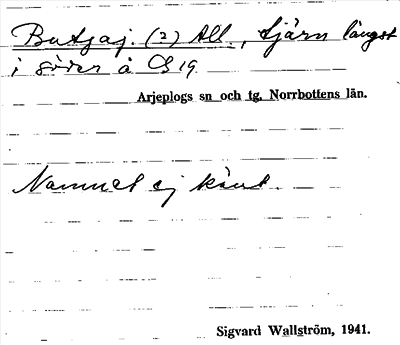 Butjaj. (2) All., tjärn längst
i söder å C 19
Arjeplogs sn och tg, Norrbottens län.
Namnet ej känt.
Sigvard Wallström, 1941.